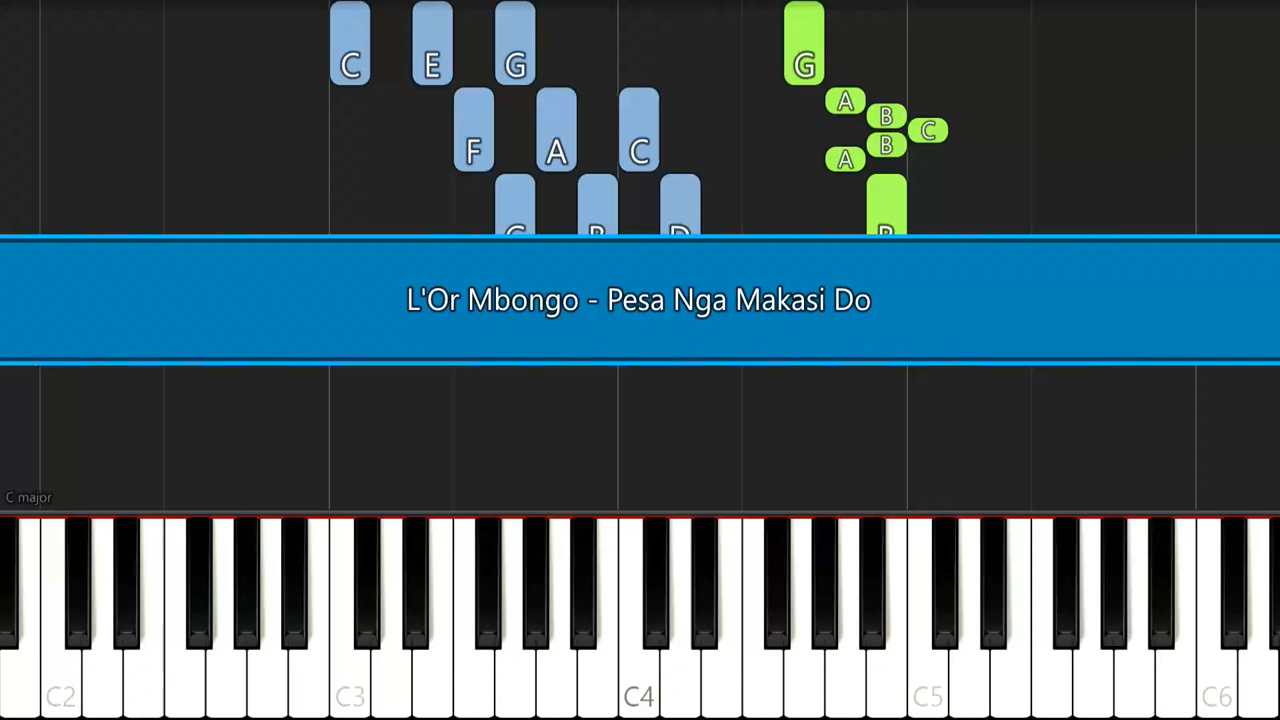 C E G G
A
B
C
B
F A C A
G B D B
L'Or Mbongo - Pesa Nga Makasi Do
C major
C2 C3 C4 C5 C6